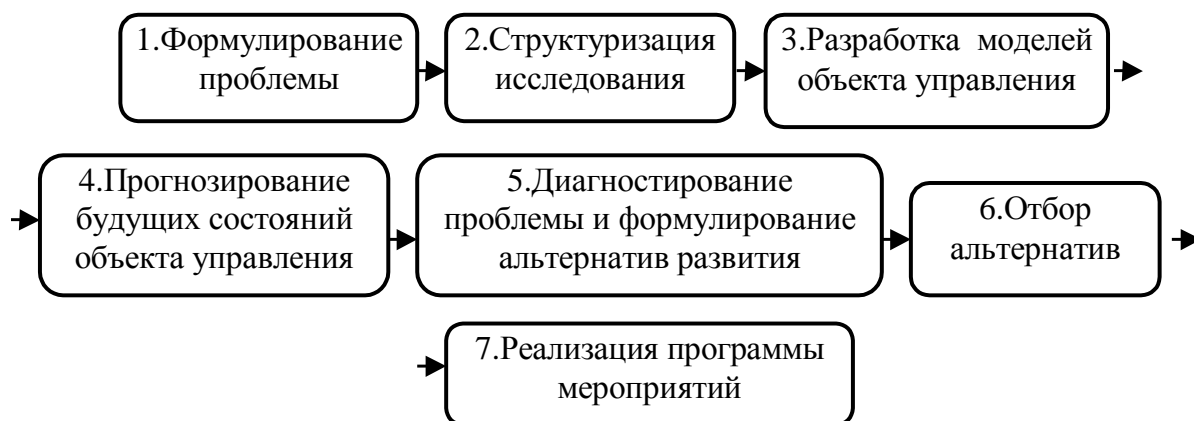 1.Формулирование
проблемы
2.Структуризация
исследования
3.Разработка моделей
объекта управления
4.Прогнозирование
будущих состояний
объекта управления
5.Диагностирование
проблемы и формулирование
альтернатив развития
6.Отбор
альтернатив
7.Реализация программы
мероприятий